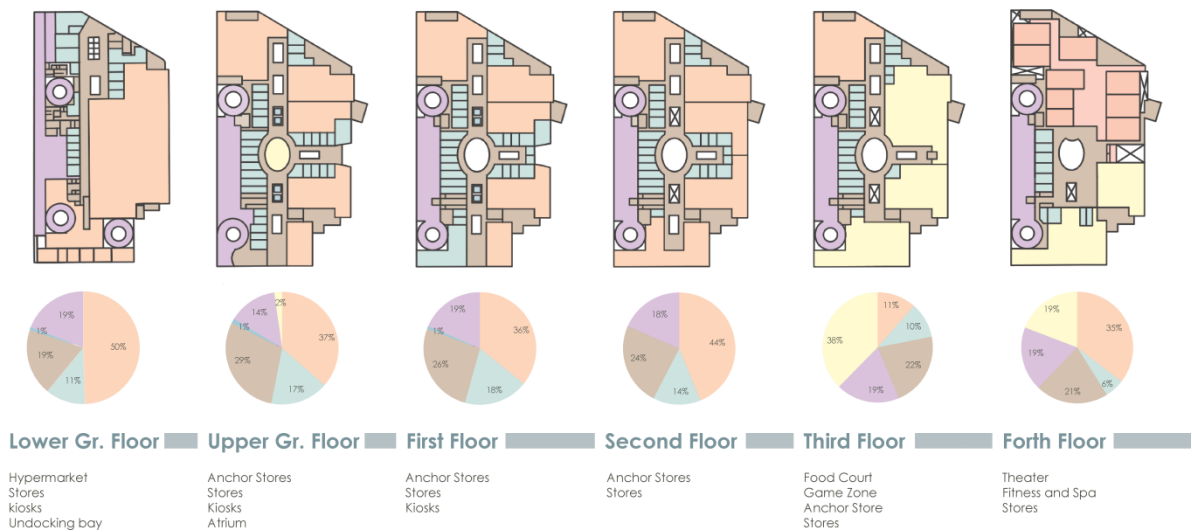 19%
1%
19%
11%
50%
14%
2%
1%
29%
17%
37%
19%
1%
26%
18%
36%
18%
24%
14%
44%
38%
11%
10%
22%
19%
19%
19%
21%
6%
35%
Lower Gr. Floor
Upper Gr. Floor
First Floor
Second Floor
Third Floor
Forth Floor
Hypermarket
Stores
kiosks
Undocking bay
Anchor Stores
Stores
Kiosks
Atrium
Anchor Stores
Stores
Kiosks
Anchor Stores
Stores
Food Court
Game Zone
Anchor Store
Stores
Theater
Fitness and Spa
Stores